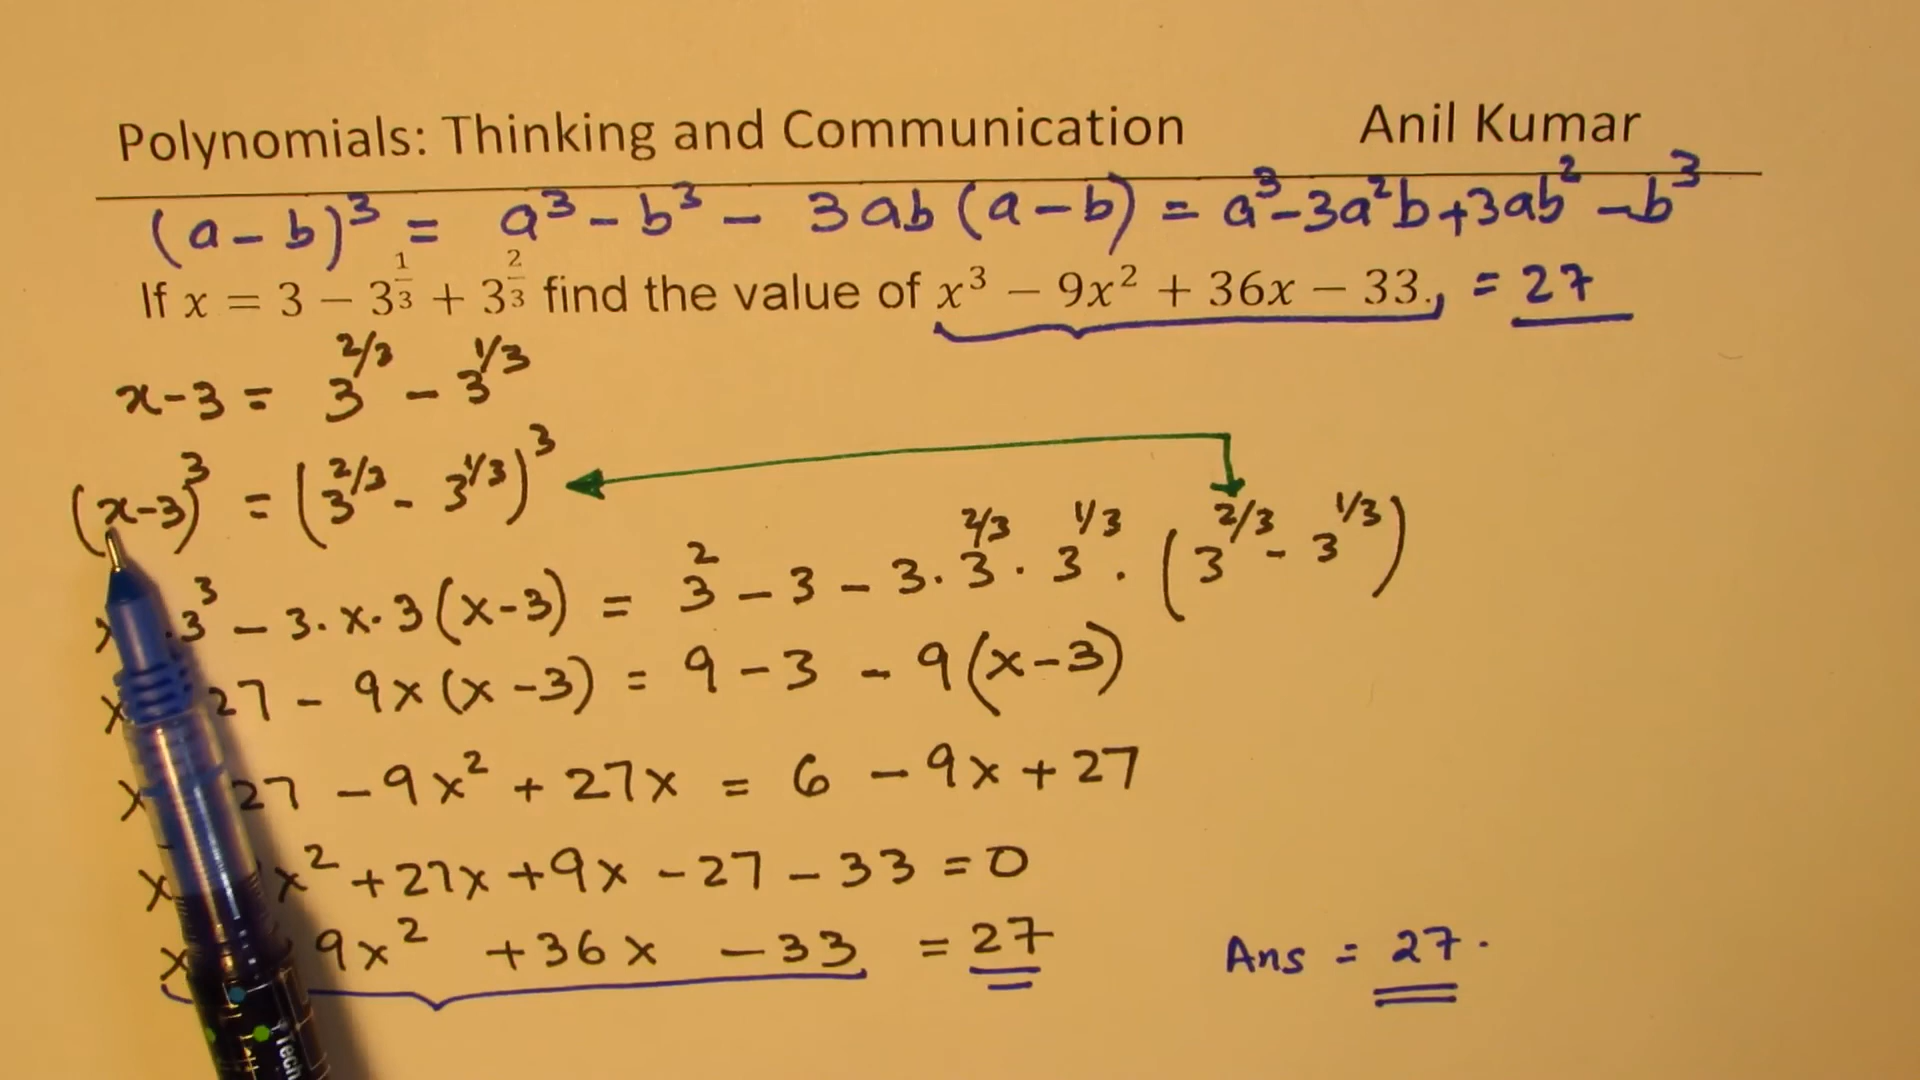 Polynomials: Thinking and Communication Anil Kumar
(a-b)³ = a³-b³ - 3ab(a-b) = a³-3a²b+3ab²-b³
If x = 3 − 3^(1/3) + 3^(2/3) find the value of x³ − 9x² + 36x − 33., = 27
x-3 = 3^(2/3) - 3^(1/3)
(x-3)³ = (3^(2/3) - 3^(1/3))³
3³ - 3·x·3(x-3) = 3² - 3 - 3·3^(2/3)·3^(1/3)·(3^(2/3) - 3^(1/3))
x 27 - 9x(x-3) = 9-3 - 9(x-3)
x 27 - 9x² + 27x = 6 - 9x + 27
x x² + 27x + 9x - 27 - 33 = 0
x 9x² + 36x - 33 = 27 Ans = 27.
Tech